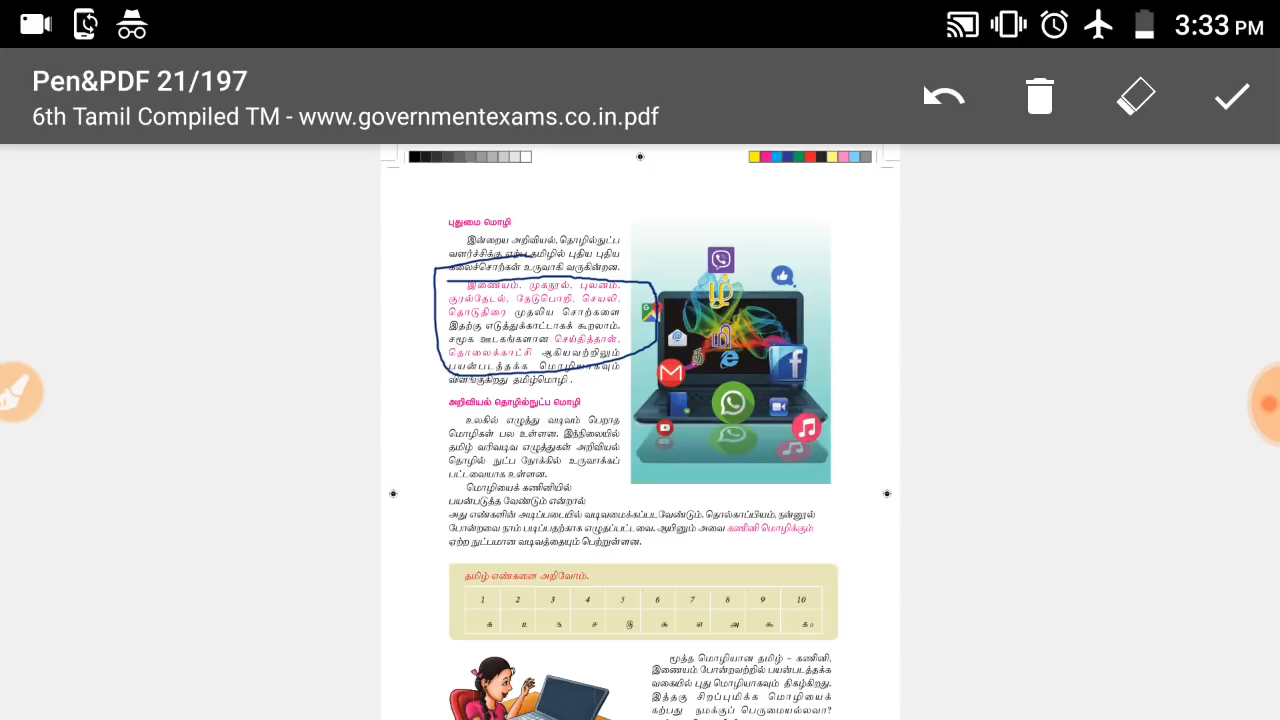 3:33 PM
Pen&PDF 21/197
6th Tamil Compiled TM - www.governmentexams.co.in.pdf
புதுமை மொழி
இன்றைய அறிவியல், தொழில்நுட்ப
வளர்ச்சிக்கு ஏற்ப தமிழில் புதிய புதிய
கலைச்சொற்கள் உருவாகி வருகின்றன.
இணையம். முகநூல், புலனம்.
குரல்தேடல், தேடுபொறி, செயலி,
தொடுதிரை முதலிய சொற்களை
இதற்கு எடுத்துக்காட்டாகக் கூறலாம்.
சமூக ஊடகங்களான செய்தித்தாள்.
தொலைக்காட்சி ஆகியவற்றிலும்
பயன்படத்தக்க மொழியாகவும்
விளங்குகிறது தமிழ்மொழி .
அறிவியல் தொழில்நுட்ப மொழி
உலகில் எழுத்து வடிவம் பெறாத
மொழிகள் பல உள்ளன. இந்நிலையில்
தமிழ் வரிவடிவ எழுத்துகள் அறிவியல்
தொழில் நுட்ப நோக்கில் உருவாக்கப்
பட்டவையாக உள்ளன.
மொழியைக் கணினியில்
பயன்படுத்த வேண்டும் என்றால்
அது எண்களின் அடிப்படையில் வடிவமைக்கப்படவேண்டும். தொல்காப்பியம், நன்னூல்
போன்றவை நாம் படிப்பதற்காக எழுதப்பட்டவை. ஆயினும் அவை கணினி மொழிக்கும்
ஏற்ற நுட்பமான வடிவத்தையும் பெற்றுள்ளன.
தமிழ் எண்களை அறிவோம்.
1 2 3 4 5 6 7 8 9 10
க உ ௩ ச ரு சு எ அ கூ க௦
மூத்த மொழியான தமிழ் – கணினி,
இணையம் போன்றவற்றில் பயன்படத்தக்க
வகையில் புது மொழியாகவும் திகழ்கிறது.
இத்தகு சிறப்புமிக்க மொழியைக்
கற்பது நமக்குப் பெருமையல்லவா?